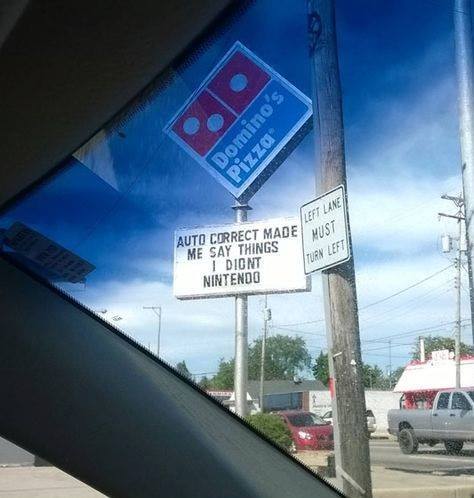 Domino's
Pizza
AUTO CORRECT MADE
ME SAY THINGS
I DIDNT
NINTENDO
LEFT LANE
MUST
TURN LEFT